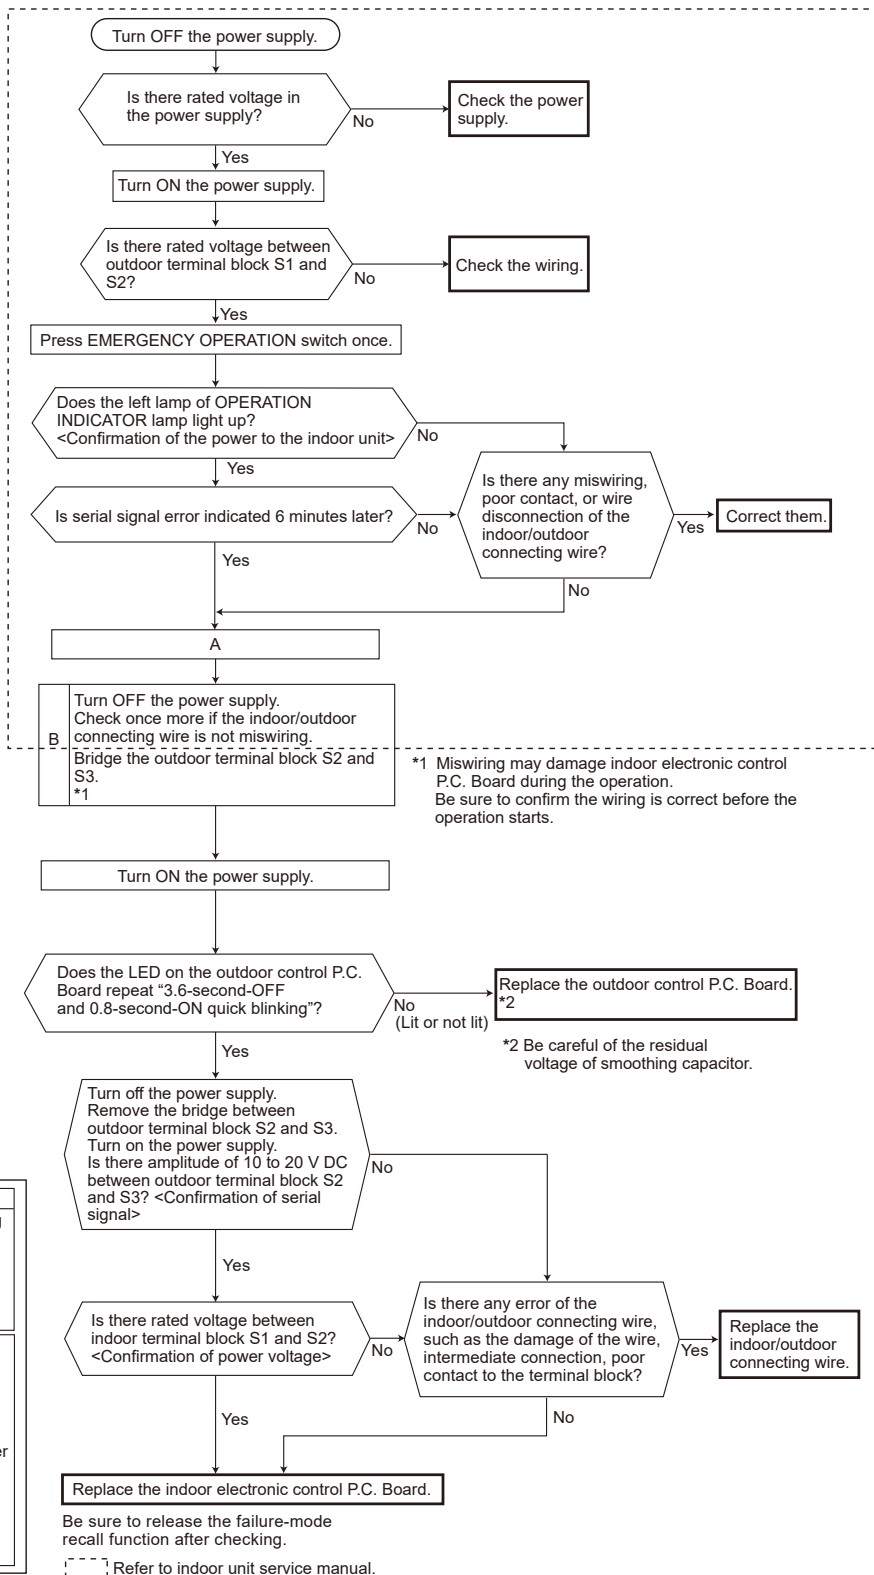 Turn OFF the power supply.
Is there rated voltage in
the power supply?
No
Check the power
supply.
Yes
Turn ON the power supply.
Is there rated voltage between
outdoor terminal block S1 and
S2?
No
Check the wiring.
Yes
Press EMERGENCY OPERATION switch once.
Does the left lamp of OPERATION
INDICATOR lamp light up?
<Confirmation of the power to the indoor unit>
No
Yes
Is there any miswiring,
poor contact, or wire
disconnection of the
indoor/outdoor
connecting wire?
Yes
Correct them.
Is serial signal error indicated 6 minutes later?
No
Yes
No
A
B
Turn OFF the power supply.
Check once more if the indoor/outdoor
connecting wire is not miswiring.
Bridge the outdoor terminal block S2 and
S3.
*1
*1 Miswiring may damage indoor electronic control
P.C. Board during the operation.
Be sure to confirm the wiring is correct before the
operation starts.
Turn ON the power supply.
Does the LED on the outdoor control P.C.
Board repeat “3.6-second-OFF
and 0.8-second-ON quick blinking”?
No
(Lit or not lit)
Replace the outdoor control P.C. Board.
*2
*2 Be careful of the residual
voltage of smoothing capacitor.
Yes
Turn off the power supply.
Remove the bridge between
outdoor terminal block S2 and S3.
Turn on the power supply.
Is there amplitude of 10 to 20 V DC
between outdoor terminal block S2
and S3? <Confirmation of serial
signal>
No
Yes
Is there rated voltage between
indoor terminal block S1 and S2?
<Confirmation of power voltage>
No
Is there any error of the
indoor/outdoor connecting wire,
such as the damage of the wire,
intermediate connection, poor
contact to the terminal block?
Yes
Replace the
indoor/outdoor
connecting wire.
Yes
No
Replace the indoor electronic control P.C. Board.
Be sure to release the failure-mode
recall function after checking.
Refer to indoor unit service manual.